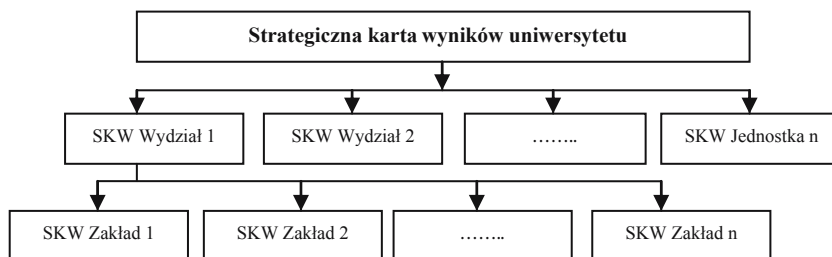 Strategiczna karta wyników uniwersytetu
SKW Wydział 1
SKW Wydział 2
……..
SKW Jednostka n
SKW Zakład 1
SKW Zakład 2
……..
SKW Zakład n